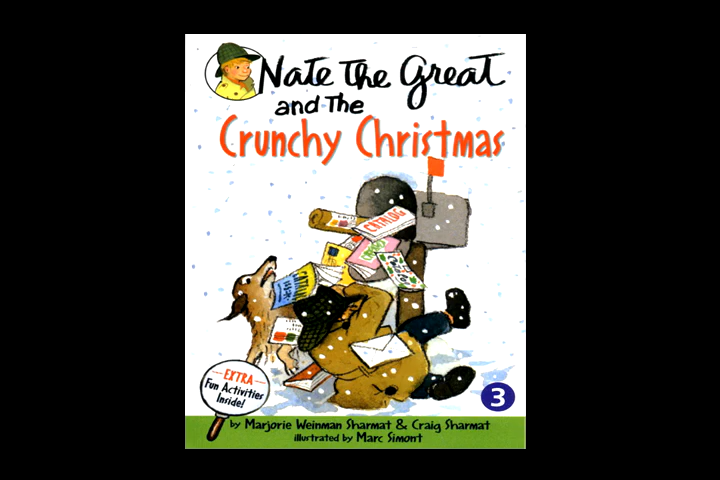 Nate the Great
and the
Crunchy Christmas
CATALOG
EXTRA
Fun Activities
Inside!
3
by Marjorie Weinman Sharmat & Craig Sharmat
illustrated by Marc Simont